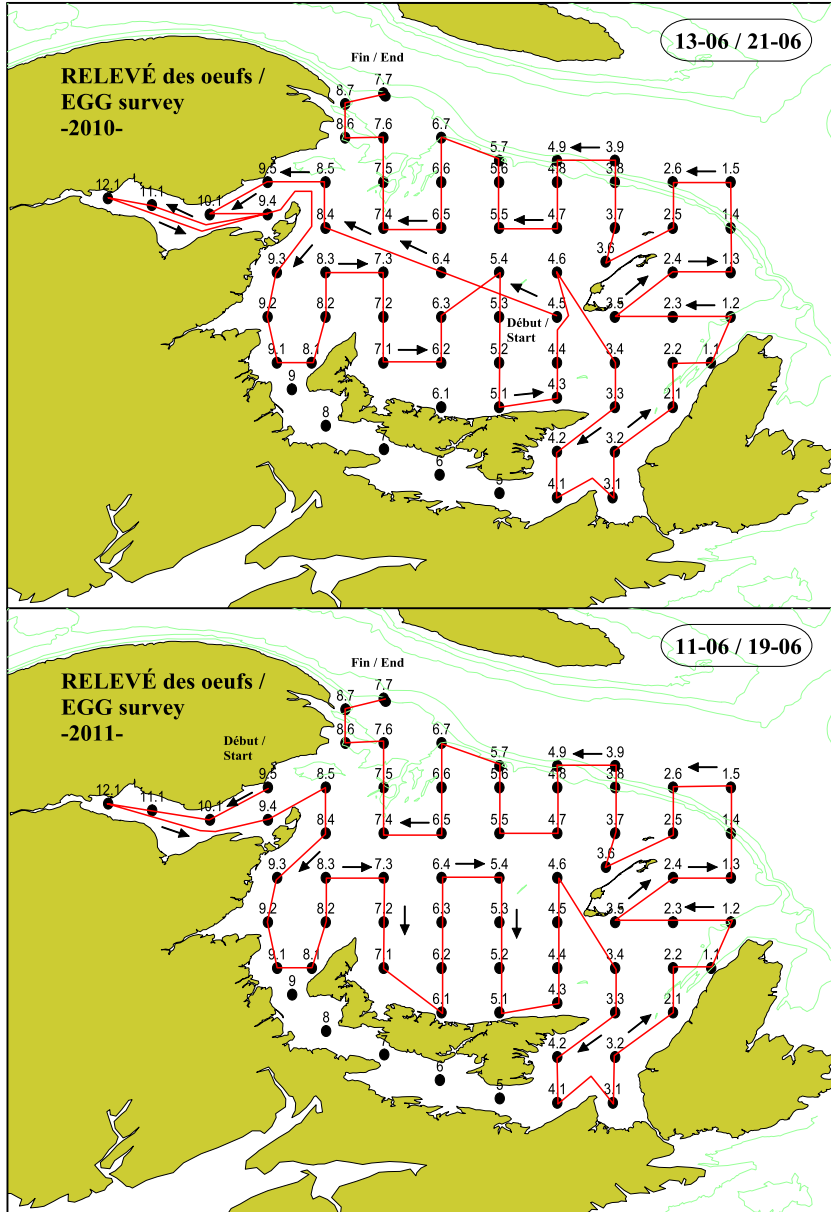 13-06 / 21-06
RELEVÉ des oeufs /
EGG survey
-2010-
Fin / End
7.7
8.7
8.6 7.6 6.7
5.7 4.9 3.9
9.5 8.5 7.5 6.6 5.6 4.8 3.8 2.6 1.5
12.1 11.1 10.1 9.4
8.4 7.4 6.5 5.5 4.7 3.7 2.5 1.4
3.6
9.3 8.3 7.3 6.4 5.4 4.6 2.4 1.3
9.2 8.2 7.2 6.3 5.3 4.5 3.5 2.3 1.2
Début /
Start
9.1 8.1 7.1 6.2 5.2 4.4 3.4 2.2 1.1
9 6.1 5.1 4.3 3.3 2.1
8 7 4.2 3.2
6 5 4.1 3.1
11-06 / 19-06
RELEVÉ des oeufs /
EGG survey
-2011-
Fin / End
7.7
8.7
8.6 7.6 6.7
Début /
Start
5.7 4.9 3.9
9.5 8.5 7.5 6.6 5.6 4.8 3.8 2.6 1.5
12.1 11.1 10.1 9.4
8.4 7.4 6.5 5.5 4.7 3.7 2.5 1.4
3.6
9.3 8.3 7.3 6.4 5.4 4.6 2.4 1.3
9.2 8.2 7.2 6.3 5.3 4.5 3.5 2.3 1.2
9.1 8.1 7.1 6.2 5.2 4.4 3.4 2.2 1.1
9 6.1 5.1 4.3 3.3 2.1
8 7 4.2 3.2
6 5 4.1 3.1